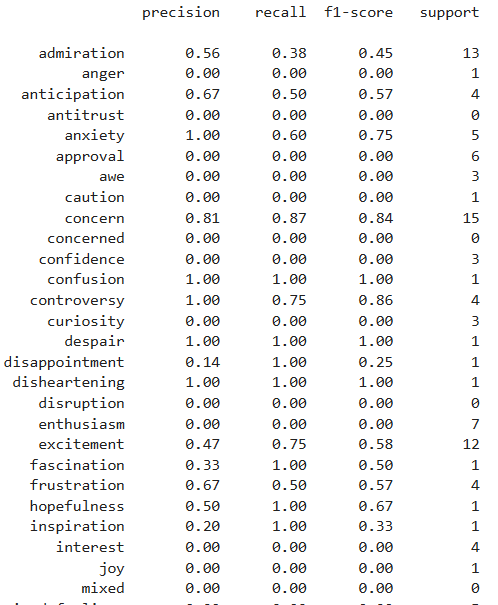 precision recall f1-score support
admiration 0.56 0.38 0.45 13
anger 0.00 0.00 0.00 1
anticipation 0.67 0.50 0.57 4
antitrust 0.00 0.00 0.00 0
anxiety 1.00 0.60 0.75 5
approval 0.00 0.00 0.00 6
awe 0.00 0.00 0.00 3
caution 0.00 0.00 0.00 1
concern 0.81 0.87 0.84 15
concerned 0.00 0.00 0.00 0
confidence 0.00 0.00 0.00 3
confusion 1.00 1.00 1.00 1
controversy 1.00 0.75 0.86 4
curiosity 0.00 0.00 0.00 3
despair 1.00 1.00 1.00 1
disappointment 0.14 1.00 0.25 1
disheartening 1.00 1.00 1.00 1
disruption 0.00 0.00 0.00 0
enthusiasm 0.00 0.00 0.00 7
excitement 0.47 0.75 0.58 12
fascination 0.33 1.00 0.50 1
frustration 0.67 0.50 0.57 4
hopefulness 0.50 1.00 0.67 1
inspiration 0.20 1.00 0.33 1
interest 0.00 0.00 0.00 4
joy 0.00 0.00 0.00 1
mixed 0.00 0.00 0.00 0